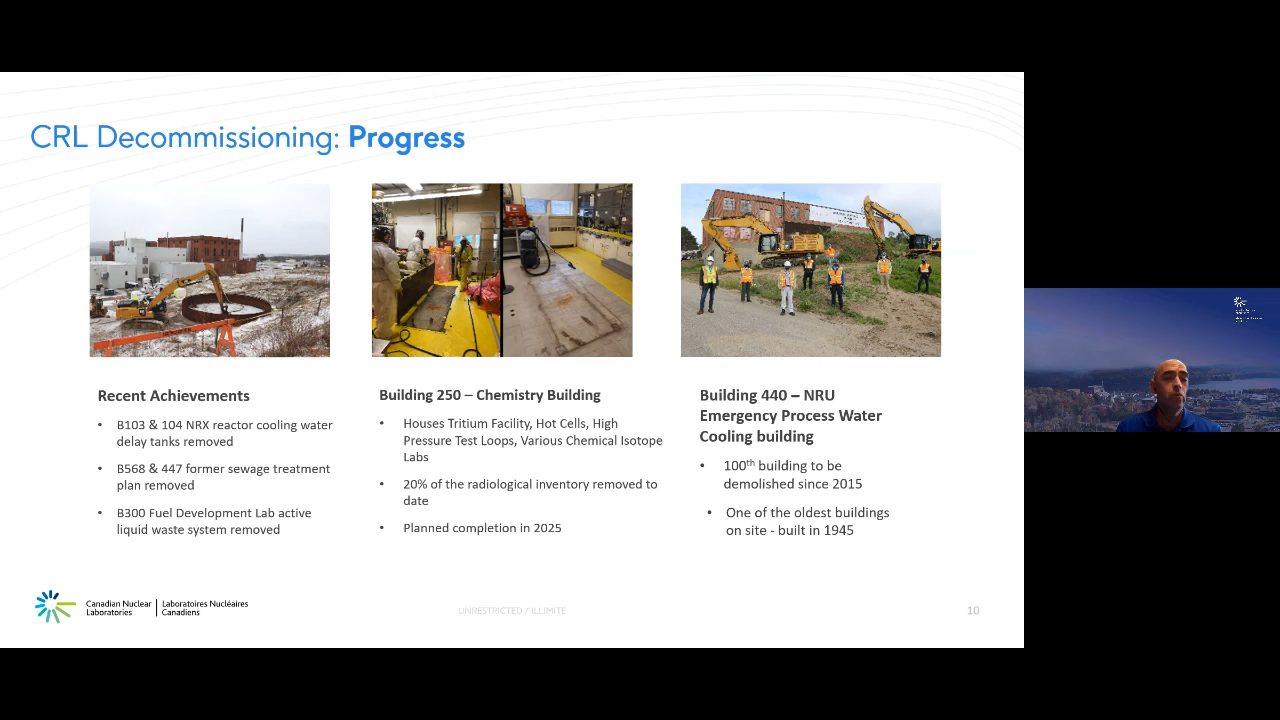 CRL Decommissioning: Progress
Recent Achievements
• B103 & 104 NRX reactor cooling water
delay tanks removed
• B568 & 447 former sewage treatment
plan removed
• B300 Fuel Development Lab active
liquid waste system removed
Building 250 – Chemistry Building
• Houses Tritium Facility, Hot Cells, High
Pressure Test Loops, Various Chemical Isotope
Labs
• 20% of the radiological inventory removed to
date
• Planned completion in 2025
Building 440 – NRU
Emergency Process Water
Cooling building
• 100th building to be
demolished since 2015
• One of the oldest buildings
on site - built in 1945
Canadian Nuclear
Laboratories
Laboratoires Nucléaires
Canadiens
UNRESTRICTED / ILLIMITÉ
10